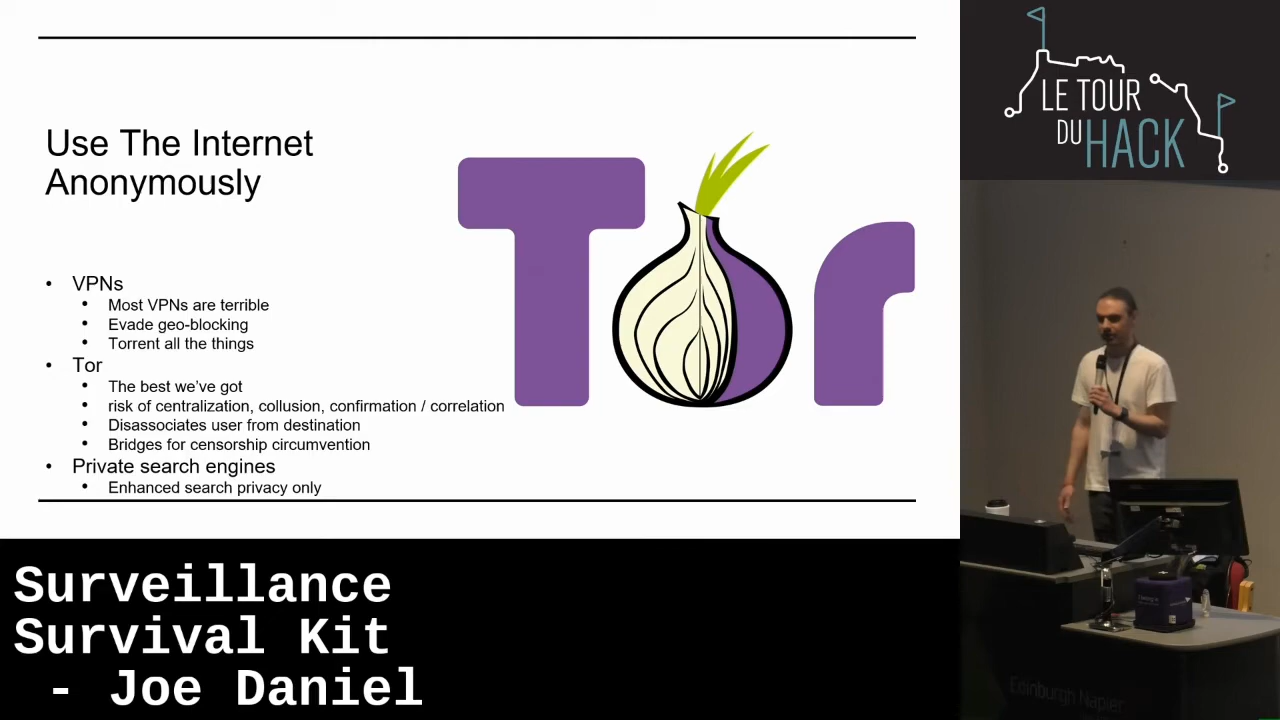 Use The Internet
Anonymously
• VPNs
• Most VPNs are terrible
• Evade geo-blocking
• Torrent all the things
• Tor
• The best we've got
• risk of centralization, collusion, confirmation / correlation
• Disassociates user from destination
• Bridges for censorship circumvention
• Private search engines
• Enhanced search privacy only
Tor
LE TOUR
DU HACK
Edinburgh Napier
Surveillance
Survival Kit
- Joe Daniel